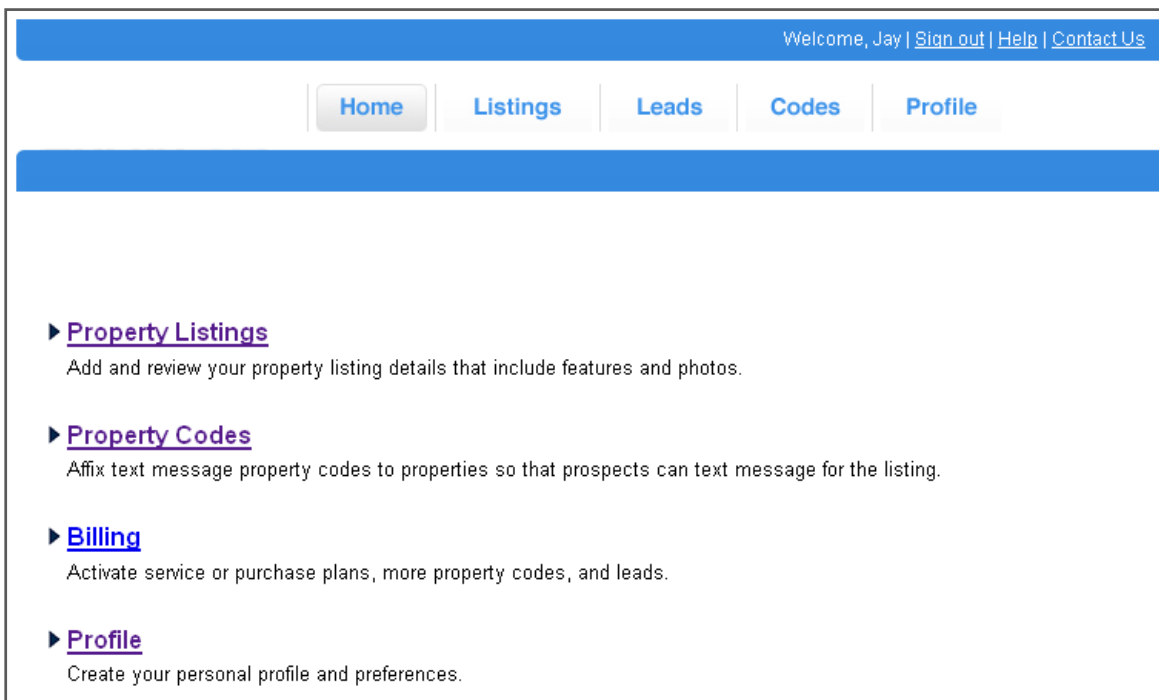 Welcome, Jay | Sign out | Help | Contact Us
Home Listings Leads Codes Profile
Property Listings
Add and review your property listing details that include features and photos.
Property Codes
Affix text message property codes to properties so that prospects can text message for the listing.
Billing
Activate service or purchase plans, more property codes, and leads.
Profile
Create your personal profile and preferences.